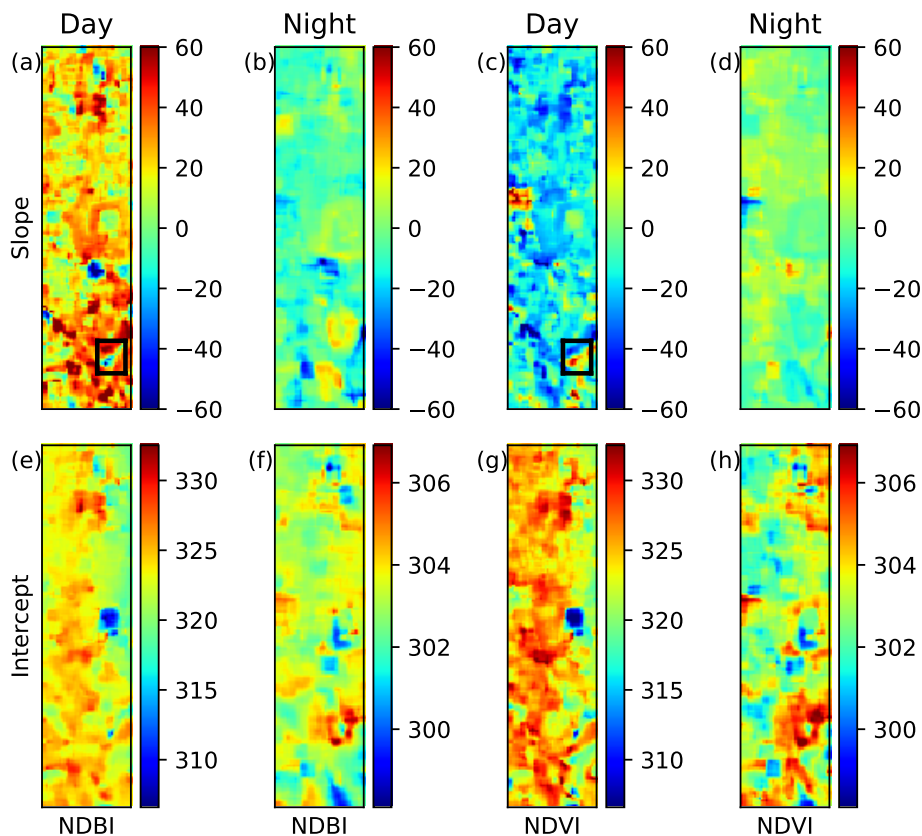 Day Night Day Night
(a) (b) (c) (d)
60 60 60 60
40 40 40 40
20 20 20 20
0 0 0 0
−20 −20 −20 −20
−40 −40 −40 −40
−60 −60 −60 −60
Slope
(e) (f) (g) (h)
330 306 330 306
325 304 325 304
320 302 320 302
315 300 315 300
310 310
Intercept
NDBI NDBI NDVI NDVI